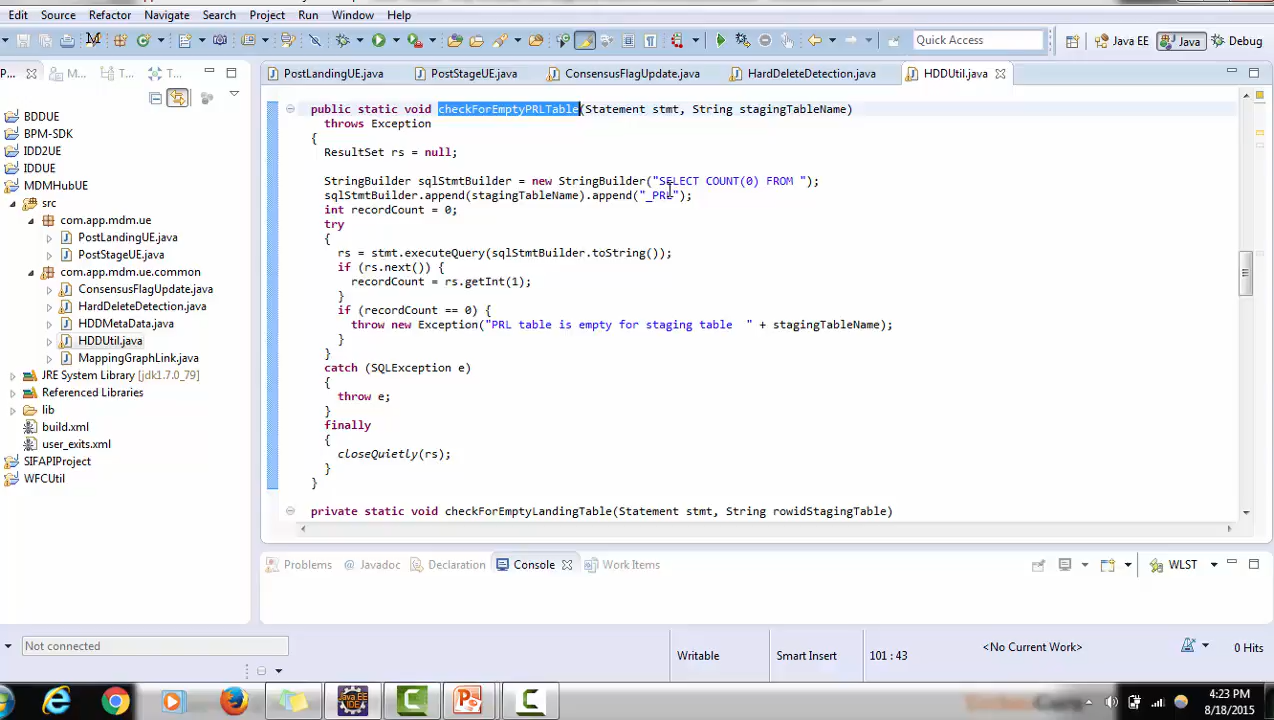 Edit Source Refactor Navigate Search Project Run Window Help
Quick Access
Java EE
Java
Debug
P...
M...
T...
T...
PostLandingUE.java
PostStageUE.java
ConsensusFlagUpdate.java
HardDeleteDetection.java
HDDUtil.java
BDDUE
BPM-SDK
IDD2UE
IDDUE
MDMHubUE
src
com.app.mdm.ue
PostLandingUE.java
PostStageUE.java
com.app.mdm.ue.common
ConsensusFlagUpdate.java
HardDeleteDetection.java
HDDMetaData.java
HDDUtil.java
MappingGraphLink.java
JRE System Library [jdk1.7.0_79]
Referenced Libraries
lib
build.xml
user_exits.xml
SIFAPIProject
WFCUtil
public static void checkForEmptyPRLTable(Statement stmt, String stagingTableName)
throws Exception
{
ResultSet rs = null;
StringBuilder sqlStmtBuilder = new StringBuilder("SELECT COUNT(0) FROM ");
sqlStmtBuilder.append(stagingTableName).append("_PRL");
int recordCount = 0;
try
{
rs = stmt.executeQuery(sqlStmtBuilder.toString());
if (rs.next()) {
recordCount = rs.getInt(1);
}
if (recordCount == 0) {
throw new Exception("PRL table is empty for staging table  " + stagingTableName);
}
}
catch (SQLException e)
{
throw e;
}
finally
{
closeQuietly(rs);
}
}
private static void checkForEmptyLandingTable(Statement stmt, String rowidStagingTable)
Problems
Javadoc
Declaration
Console
Work Items
WLST
Not connected
Writable
Smart Insert
101 : 43
<No Current Work>
0 Hits
4:23 PM
8/18/2015